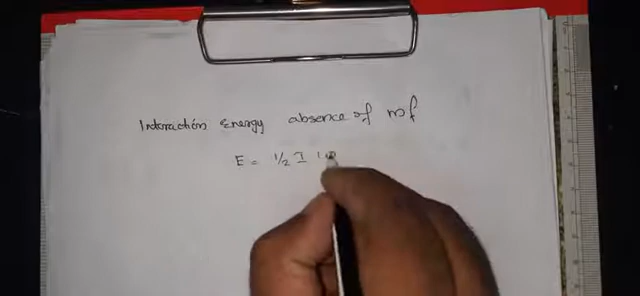 Interaction Energy absence of mf
E = 1/2 I